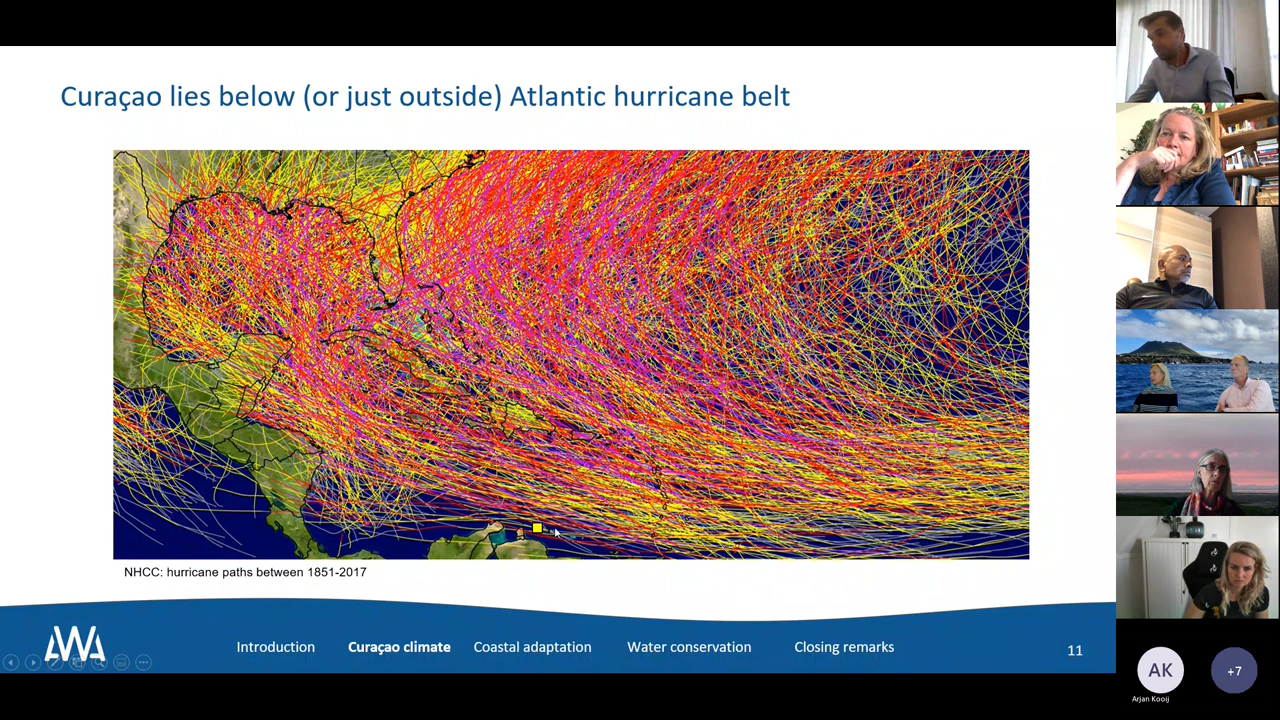 Curaçao lies below (or just outside) Atlantic hurricane belt
NHCC: hurricane paths between 1851-2017
AWA
Introduction
Curaçao climate
Coastal adaptation
Water conservation
Closing remarks
11
AK
Arjan Kooij
+7